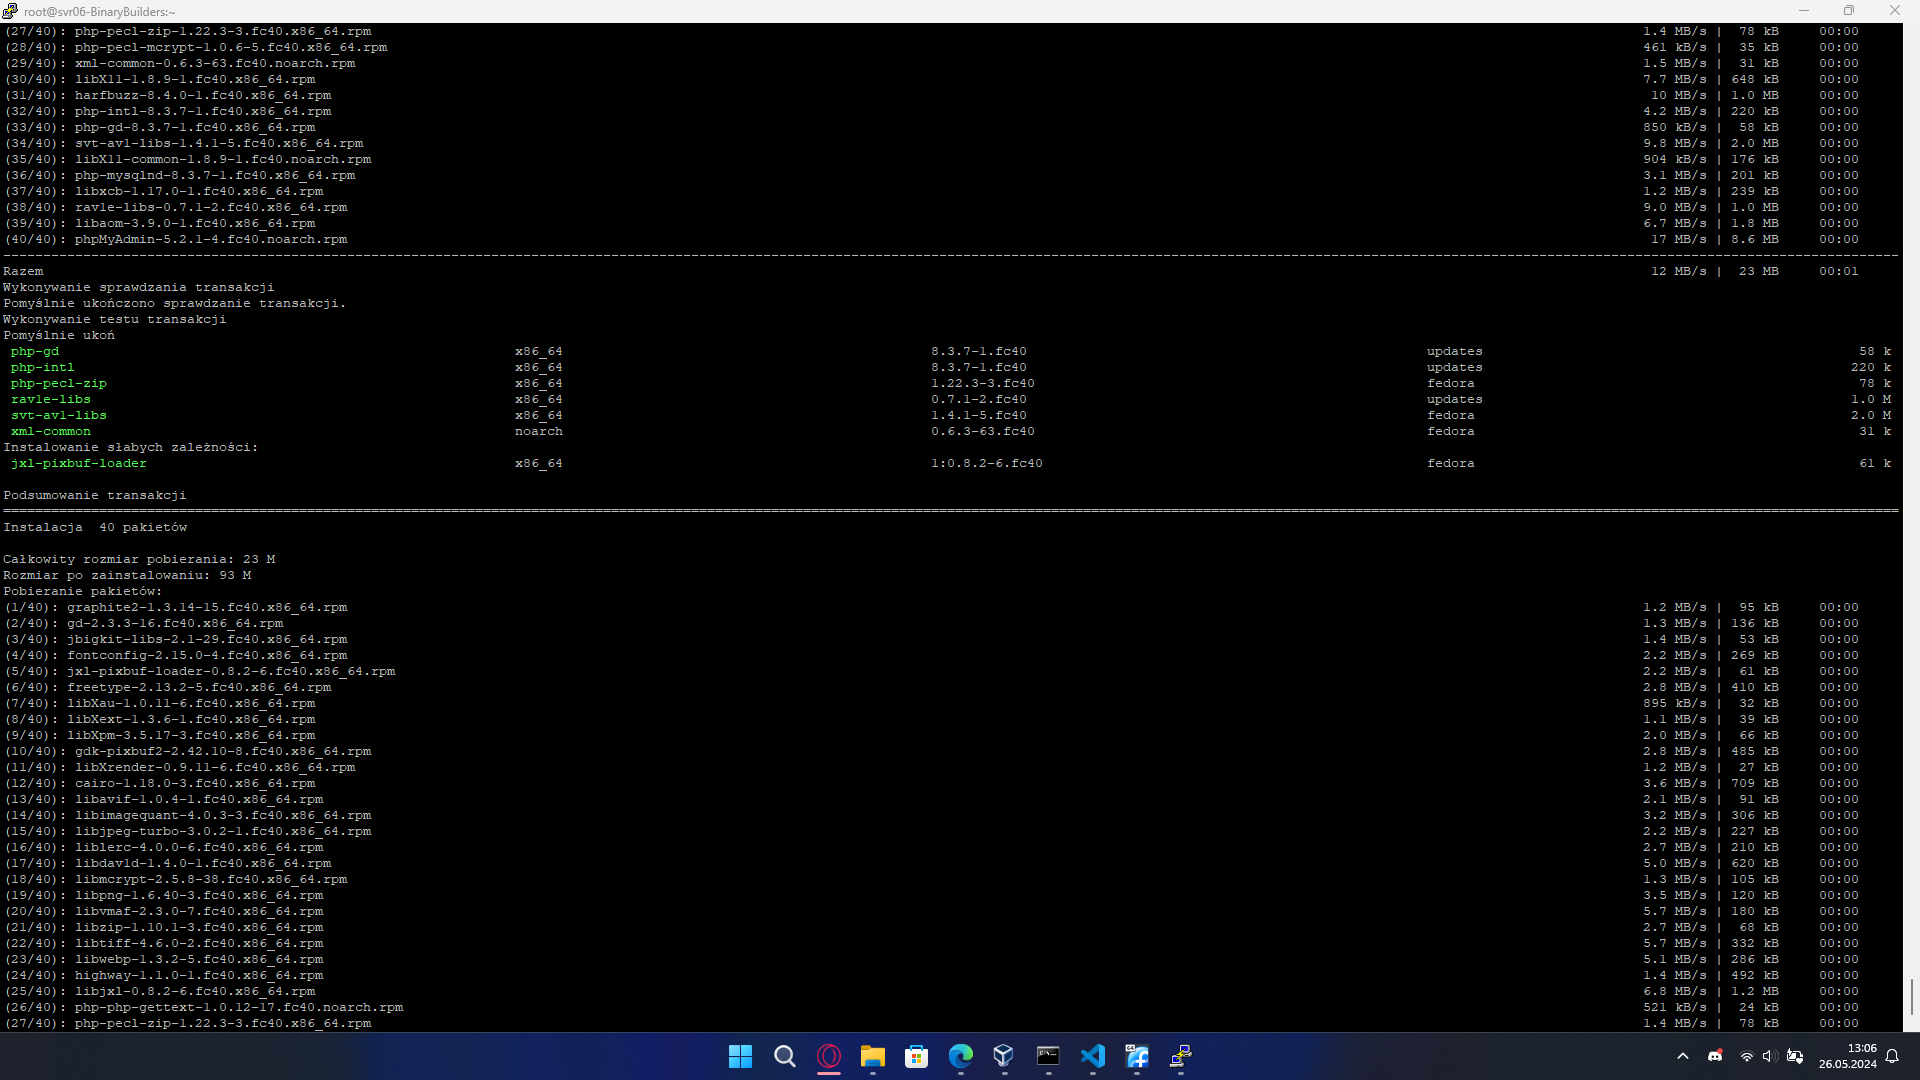 root@svr06-BinaryBuilders:~
(27/40): php-pecl-zip-1.22.3-3.fc40.x86_64.rpm 1.4 MB/s | 78 kB 00:00
(28/40): php-pecl-mcrypt-1.0.6-5.fc40.x86_64.rpm 461 kB/s | 35 kB 00:00
(29/40): xml-common-0.6.3-63.fc40.noarch.rpm 1.5 MB/s | 31 kB 00:00
(30/40): libX11-1.8.9-1.fc40.x86_64.rpm 7.7 MB/s | 648 kB 00:00
(31/40): harfbuzz-8.4.0-1.fc40.x86_64.rpm 10 MB/s | 1.0 MB 00:00
(32/40): php-intl-8.3.7-1.fc40.x86_64.rpm 4.2 MB/s | 220 kB 00:00
(33/40): php-gd-8.3.7-1.fc40.x86_64.rpm 850 kB/s | 58 kB 00:00
(34/40): svt-av1-libs-1.4.1-5.fc40.x86_64.rpm 9.8 MB/s | 2.0 MB 00:00
(35/40): libX11-common-1.8.9-1.fc40.noarch.rpm 904 kB/s | 176 kB 00:00
(36/40): php-mysqlnd-8.3.7-1.fc40.x86_64.rpm 3.1 MB/s | 201 kB 00:00
(37/40): libxcb-1.17.0-1.fc40.x86_64.rpm 1.2 MB/s | 239 kB 00:00
(38/40): rav1e-libs-0.7.1-2.fc40.x86_64.rpm 9.0 MB/s | 1.0 MB 00:00
(39/40): libaom-3.9.0-1.fc40.x86_64.rpm 6.7 MB/s | 1.8 MB 00:00
(40/40): phpMyAdmin-5.2.1-4.fc40.noarch.rpm 17 MB/s | 8.6 MB 00:00
Razem 12 MB/s | 23 MB 00:01
Wykonywanie sprawdzania transakcji
Pomyślnie ukończono sprawdzanie transakcji.
Wykonywanie testu transakcji
Pomyślnie ukoń
php-gd x86_64 8.3.7-1.fc40 updates 58 k
php-intl x86_64 8.3.7-1.fc40 updates 220 k
php-pecl-zip x86_64 1.22.3-3.fc40 fedora 78 k
rav1e-libs x86_64 0.7.1-2.fc40 updates 1.0 M
svt-av1-libs x86_64 1.4.1-5.fc40 fedora 2.0 M
xml-common noarch 0.6.3-63.fc40 fedora 31 k
Instalowanie słabych zależności:
jxl-pixbuf-loader x86_64 1:0.8.2-6.fc40 fedora 61 k
Podsumowanie transakcji
Instalacja 40 pakietów
Całkowity rozmiar pobierania: 23 M
Rozmiar po zainstalowaniu: 93 M
Pobieranie pakietów:
(1/40): graphite2-1.3.14-15.fc40.x86_64.rpm 1.2 MB/s | 95 kB 00:00
(2/40): gd-2.3.3-16.fc40.x86_64.rpm 1.3 MB/s | 136 kB 00:00
(3/40): jbigkit-libs-2.1-29.fc40.x86_64.rpm 1.4 MB/s | 53 kB 00:00
(4/40): fontconfig-2.15.0-4.fc40.x86_64.rpm 2.2 MB/s | 269 kB 00:00
(5/40): jxl-pixbuf-loader-0.8.2-6.fc40.x86_64.rpm 2.2 MB/s | 61 kB 00:00
(6/40): freetype-2.13.2-5.fc40.x86_64.rpm 2.8 MB/s | 410 kB 00:00
(7/40): libXau-1.0.11-6.fc40.x86_64.rpm 895 kB/s | 32 kB 00:00
(8/40): libXext-1.3.6-1.fc40.x86_64.rpm 1.1 MB/s | 39 kB 00:00
(9/40): libXpm-3.5.17-3.fc40.x86_64.rpm 2.0 MB/s | 66 kB 00:00
(10/40): gdk-pixbuf2-2.42.10-8.fc40.x86_64.rpm 2.8 MB/s | 485 kB 00:00
(11/40): libXrender-0.9.11-6.fc40.x86_64.rpm 1.2 MB/s | 27 kB 00:00
(12/40): cairo-1.18.0-3.fc40.x86_64.rpm 3.6 MB/s | 709 kB 00:00
(13/40): libavif-1.0.4-1.fc40.x86_64.rpm 2.1 MB/s | 91 kB 00:00
(14/40): libimagequant-4.0.3-3.fc40.x86_64.rpm 3.2 MB/s | 306 kB 00:00
(15/40): libjpeg-turbo-3.0.2-1.fc40.x86_64.rpm 2.2 MB/s | 227 kB 00:00
(16/40): liblerc-4.0.0-6.fc40.x86_64.rpm 2.7 MB/s | 210 kB 00:00
(17/40): libdav1d-1.4.0-1.fc40.x86_64.rpm 5.0 MB/s | 620 kB 00:00
(18/40): libmcrypt-2.5.8-38.fc40.x86_64.rpm 1.3 MB/s | 105 kB 00:00
(19/40): libpng-1.6.40-3.fc40.x86_64.rpm 3.5 MB/s | 120 kB 00:00
(20/40): libvmaf-2.3.0-7.fc40.x86_64.rpm 5.7 MB/s | 180 kB 00:00
(21/40): libzip-1.10.1-3.fc40.x86_64.rpm 2.7 MB/s | 68 kB 00:00
(22/40): libtiff-4.6.0-2.fc40.x86_64.rpm 5.7 MB/s | 332 kB 00:00
(23/40): libwebp-1.3.2-5.fc40.x86_64.rpm 5.1 MB/s | 286 kB 00:00
(24/40): highway-1.1.0-1.fc40.x86_64.rpm 1.4 MB/s | 492 kB 00:00
(25/40): libjxl-0.8.2-6.fc40.x86_64.rpm 6.8 MB/s | 1.2 MB 00:00
(26/40): php-php-gettext-1.0.12-17.fc40.noarch.rpm 521 kB/s | 24 kB 00:00
(27/40): php-pecl-zip-1.22.3-3.fc40.x86_64.rpm 1.4 MB/s | 78 kB 00:00
13:06
26.05.2024